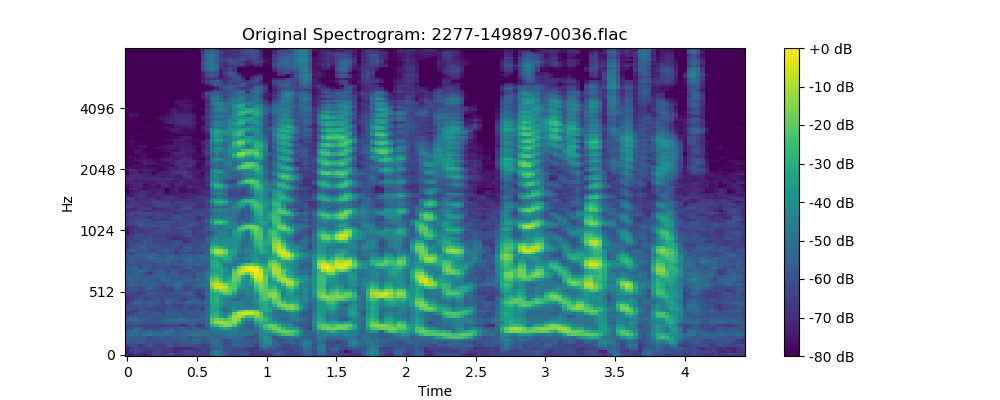 Original Spectrogram: 2277-149897-0036.flac
Hz
4096
2048
1024
512
0
0 0.5 1 1.5 2 2.5 3 3.5 4
Time
+0 dB
-10 dB
-20 dB
-30 dB
-40 dB
-50 dB
-60 dB
-70 dB
-80 dB